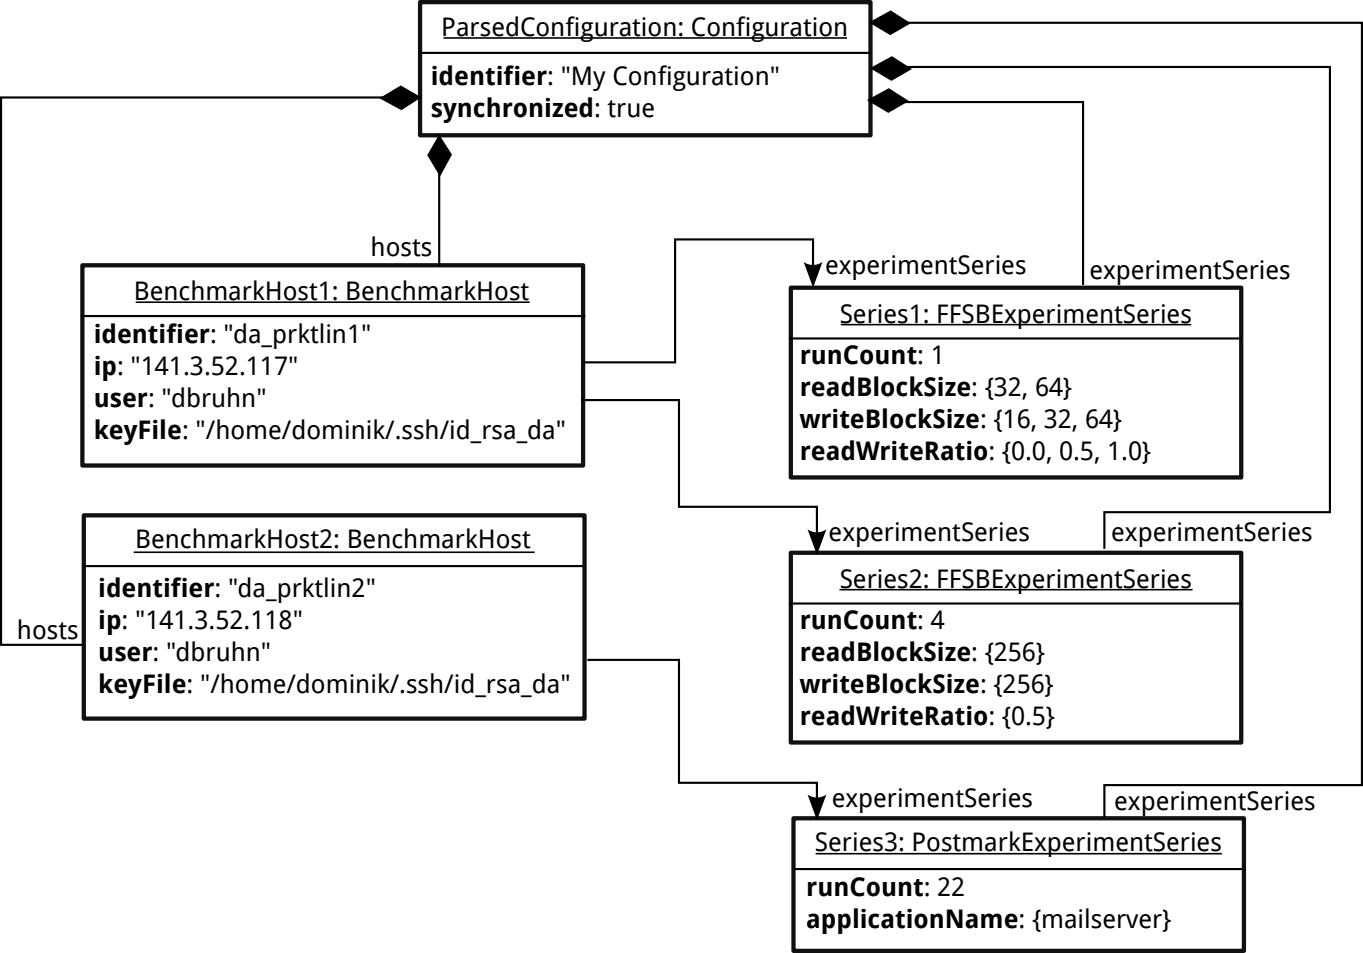 ParsedConfiguration: Configuration
identifier: "My Configuration"
synchronized: true
hosts
BenchmarkHost1: BenchmarkHost
identifier: "da_prktlin1"
ip: "141.3.52.117"
user: "dbruhn"
keyFile: "/home/dominik/.ssh/id_rsa_da"
experimentSeries
experimentSeries
Series1: FFSBExperimentSeries
runCount: 1
readBlockSize: {32, 64}
writeBlockSize: {16, 32, 64}
readWriteRatio: {0.0, 0.5, 1.0}
hosts
BenchmarkHost2: BenchmarkHost
identifier: "da_prktlin2"
ip: "141.3.52.118"
user: "dbruhn"
keyFile: "/home/dominik/.ssh/id_rsa_da"
experimentSeries
experimentSeries
Series2: FFSBExperimentSeries
runCount: 4
readBlockSize: {256}
writeBlockSize: {256}
readWriteRatio: {0.5}
experimentSeries
experimentSeries
Series3: PostmarkExperimentSeries
runCount: 22
applicationName: {mailserver}